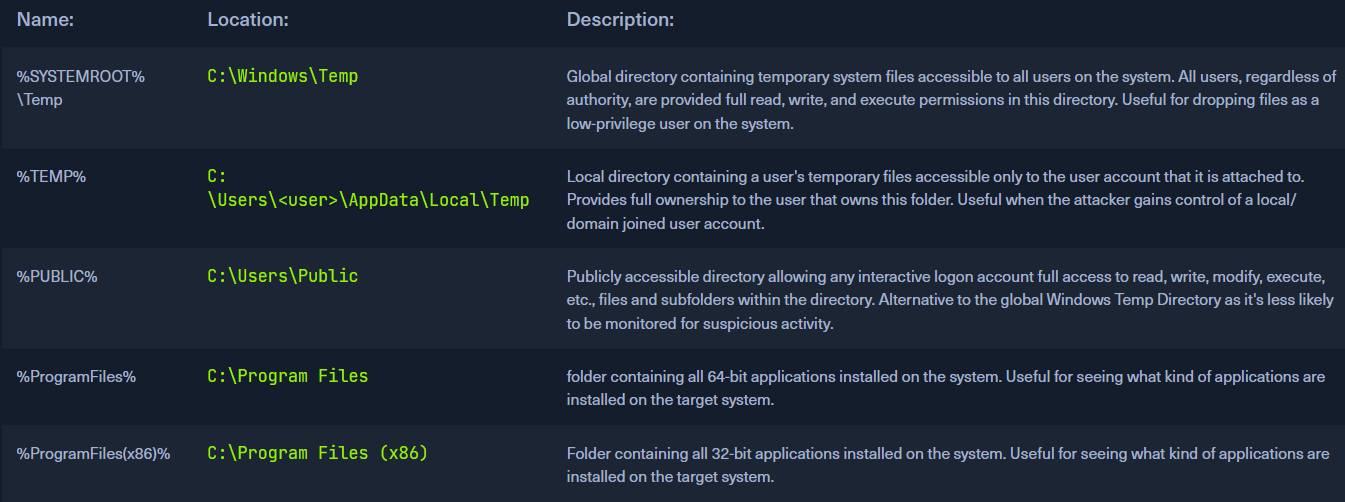 Name: Location: Description:
%SYSTEMROOT% C:\Windows\Temp Global directory containing temporary system files accessible to all users on the system. All users, regardless of
\Temp authority, are provided full read, write, and execute permissions in this directory. Useful for dropping files as a
low-privilege user on the system.
%TEMP% C: Local directory containing a user's temporary files accessible only to the user account that it is attached to.
\Users\<user>\AppData\Local\Temp Provides full ownership to the user that owns this folder. Useful when the attacker gains control of a local/
domain joined user account.
%PUBLIC% C:\Users\Public Publicly accessible directory allowing any interactive logon account full access to read, write, modify, execute,
etc., files and subfolders within the directory. Alternative to the global Windows Temp Directory as it's less likely
to be monitored for suspicious activity.
%ProgramFiles% C:\Program Files folder containing all 64-bit applications installed on the system. Useful for seeing what kind of applications are
installed on the target system.
%ProgramFiles(x86)% C:\Program Files (x86) Folder containing all 32-bit applications installed on the system. Useful for seeing what kind of applications are
installed on the target system.